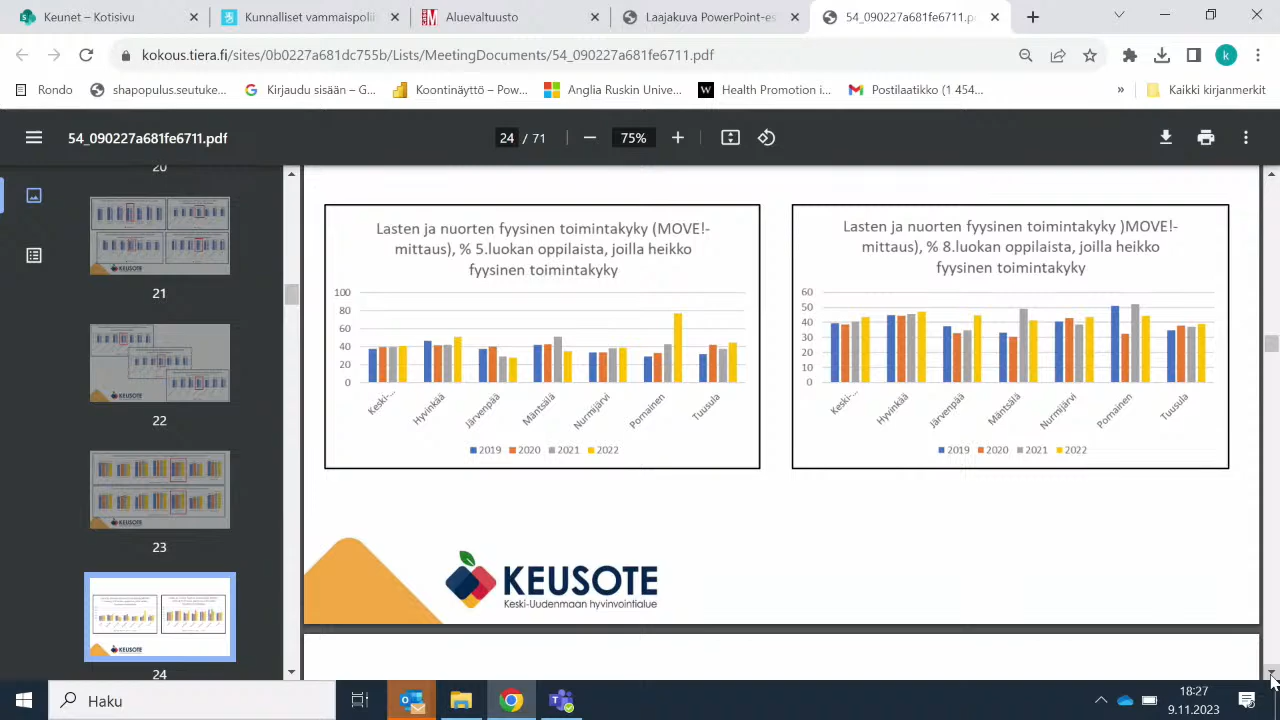 Keunet – Kotisivu
Kunnalliset vammaispoli
Aluevaltuusto
Laajakuva PowerPoint-es
54_090227a681fe6711.p
kokous.tiera.fi/sites/0b0227a681dc755b/Lists/MeetingDocuments/54_090227a681fe6711.pdf
k
Rondo
shapopulus.seutuke...
Kirjaudu sisään – G...
Koontinäyttö – Pow...
Anglia Ruskin Unive...
Health Promotion i...
Postilaatikko (1 454...
»
Kaikki kirjanmerkit
54_090227a681fe6711.pdf
24 / 71
75%
20
21
22
23
24
Lasten ja nuorten fyysinen toimintakyky (MOVE!-
mittaus), % 5.luokan oppilaista, joilla heikko
fyysinen toimintakyky
100
80
60
40
20
0
Keski-...
Hyvinkää
Järvenpää
Mäntsälä
Nurmijärvi
Pornainen
Tuusula
2019 2020 2021 2022
Lasten ja nuorten fyysinen toimintakyky )MOVE!-
mittaus), % 8.luokan oppilaista, joilla heikko
fyysinen toimintakyky
60
50
40
30
20
10
0
Keski-...
Hyvinkää
Järvenpää
Mäntsälä
Nurmijärvi
Pornainen
Tuusula
2019 2020 2021 2022
KEUSOTE
Keski-Uudenmaan hyvinvointialue
Haku
18:27
9.11.2023